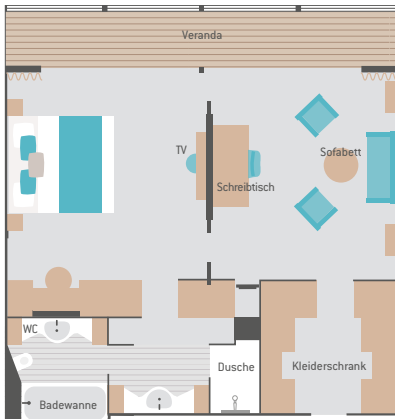 Veranda
TV
Sofabett
Schreibtisch
WC
Dusche
Kleiderschrank
Badewanne